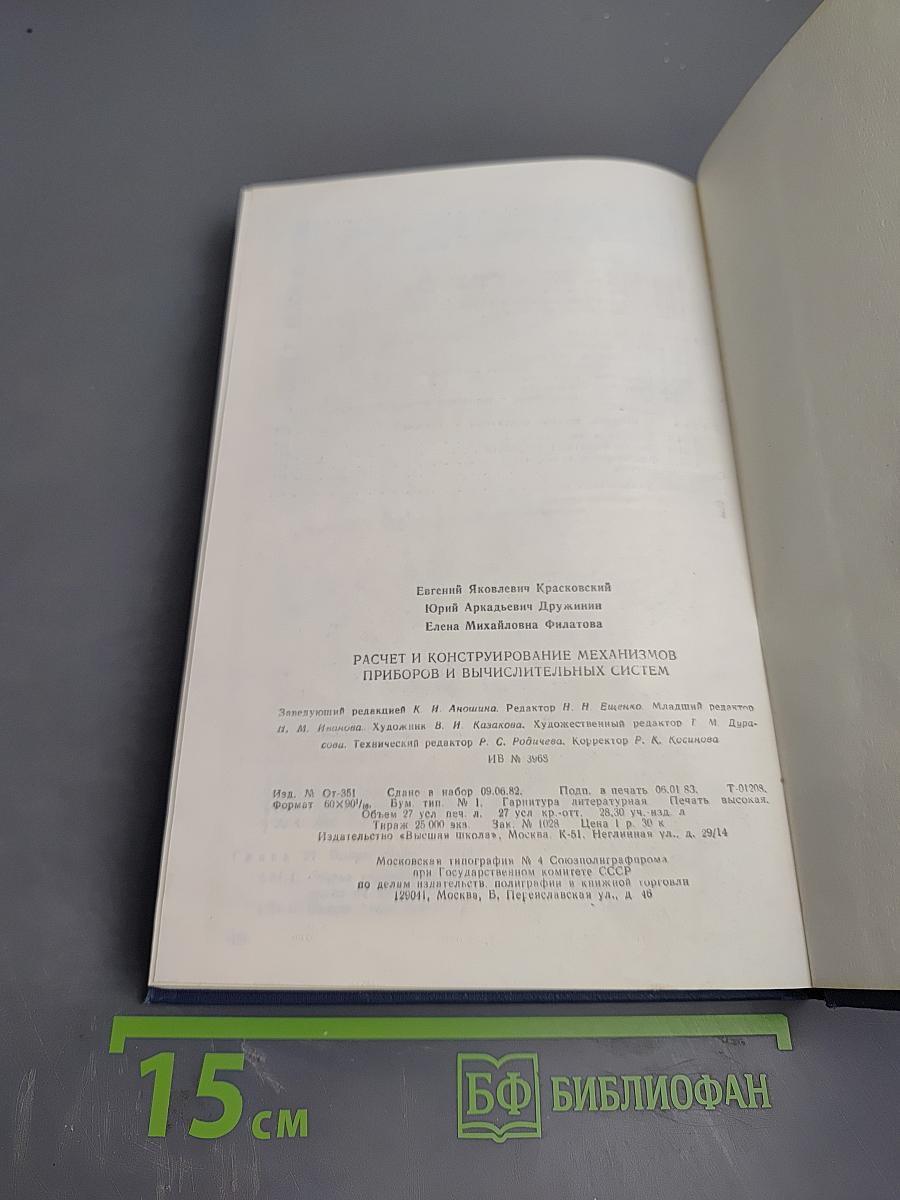 Евгений Яковлевич Красковский
Юрий Аркадьевич Дружинин
Елена Михайловна Филатова
РАСЧЕТ И КОНСТРУИРОВАНИЕ МЕХАНИЗМОВ
ПРИБОРОВ И ВЫЧИСЛИТЕЛЬНЫХ СИСТЕМ
Заведующий редакцией К. И. Аношина. Редактор Н. Н. Ещенко. Младший редактор
И. М. Иванова. Художник В. И. Казакова. Художественный редактор Т. М. Дура-
сова. Технический редактор Р. С. Родичева. Корректор Р. К. Косинова
ИВ № 3968
Изд. № От-351 Сдано в набор 09.06.82. Подп. в печать 06.01 83. Т-01208.
Формат 60×90¹/₁₆. Бум. тип. № 1. Гарнитура литературная. Печать высокая.
Объем 27 усл. печ. л. 27 усл. кр.-отт. 28,30 уч.-изд. л.
Тираж 25 000 экз. Зак. № 1028 Цена 1 р. 30 к
Издательство «Высшая школа», Москва, К-51, Неглинная ул., д. 29/14
Московская типография № 4 Союзполиграфпрома
при Государственном комитете СССР
по делам издательств, полиграфии и книжной торговли
129041, Москва, Б. Переяславская ул., д. 46
15 см
БФ БИБЛИОФАН